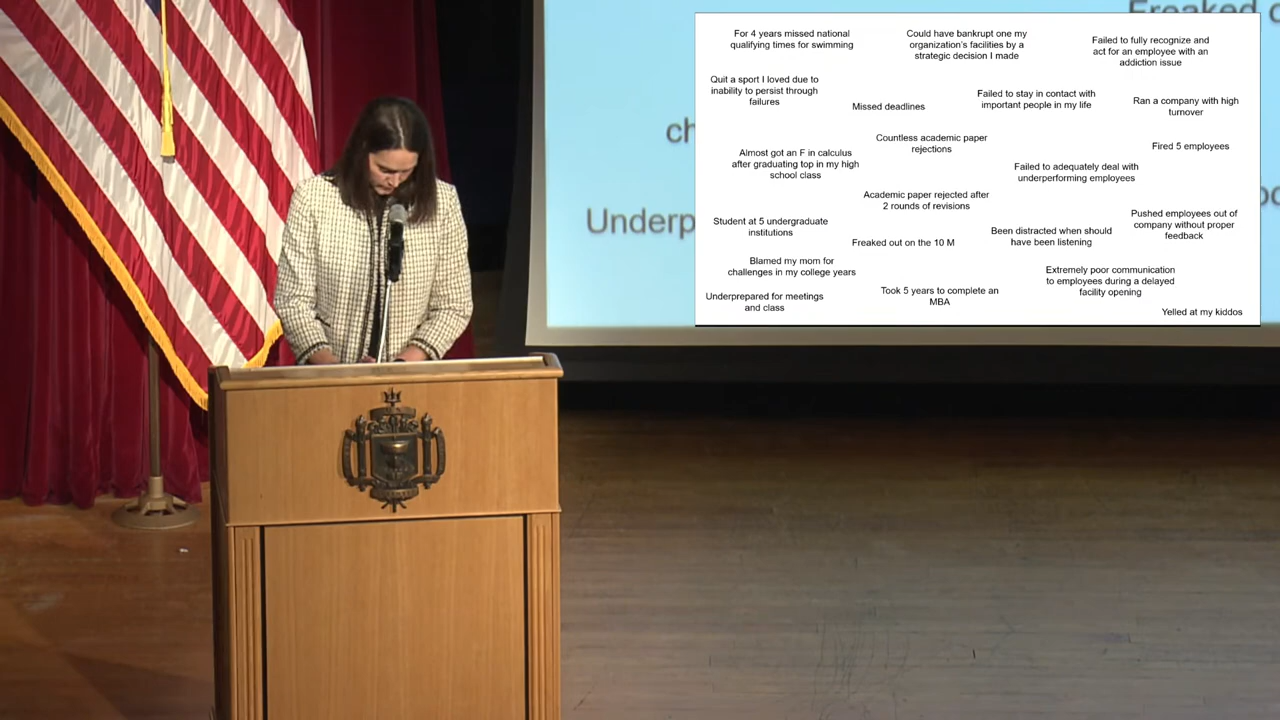 Freaked
ch
Underp
For 4 years missed national
qualifying times for swimming
Could have bankrupt one my
organization's facilities by a
strategic decision I made
Failed to fully recognize and
act for an employee with an
addiction issue
Quit a sport I loved due to
inability to persist through
failures
Missed deadlines
Failed to stay in contact with
important people in my life
Ran a company with high
turnover
Countless academic paper
rejections
Fired 5 employees
Almost got an F in calculus
after graduating top in my high
school class
Failed to adequately deal with
underperforming employees
Academic paper rejected after
2 rounds of revisions
Student at 5 undergraduate
institutions
Freaked out on the 10 M
Been distracted when should
have been listening
Pushed employees out of
company without proper
feedback
Blamed my mom for
challenges in my college years
Extremely poor communication
to employees during a delayed
facility opening
Underprepared for meetings
and class
Took 5 years to complete an
MBA
Yelled at my kiddos